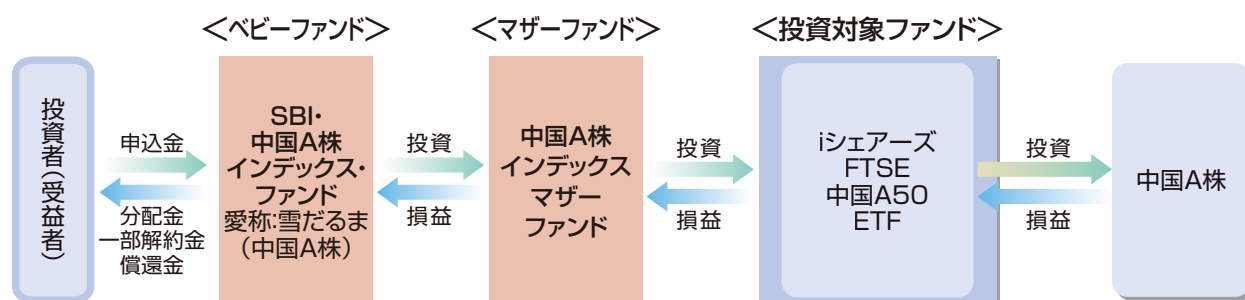 ＜ベビーファンド＞
＜マザーファンド＞
＜投資対象ファンド＞
投資者（受益者）
申込金
分配金
一部解約金
償還金
SBI・
中国A株
インデックス・
ファンド
愛称:雪だるま
（中国A株）
投資
損益
中国A株
インデックス
マザー
ファンド
投資
損益
iシェアーズ
FTSE
中国A50
ETF
投資
損益
中国A株